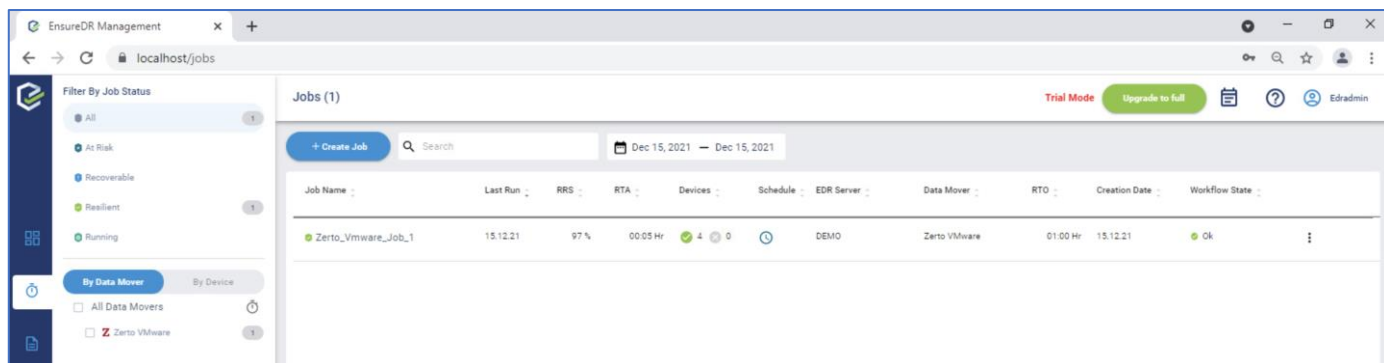 EnsureDR Management
localhost/jobs
Filter By Job Status
All 1
At Risk
Recoverable
Resilient 1
Running
By Data Mover By Device
All Data Movers
Z Zerto VMware 1
Jobs (1) Trial Mode Upgrade to full Edradmin
+ Create Job Search Dec 15, 2021 — Dec 15, 2021
Job Name Last Run RRS RTA Devices Schedule EDR Server Data Mover RTO Creation Date Workflow State
Zerto_Vmware_Job_1 15.12.21 97 % 00:05 Hr 4 0 DEMO Zerto VMware 01:00 Hr 15.12.21 Ok